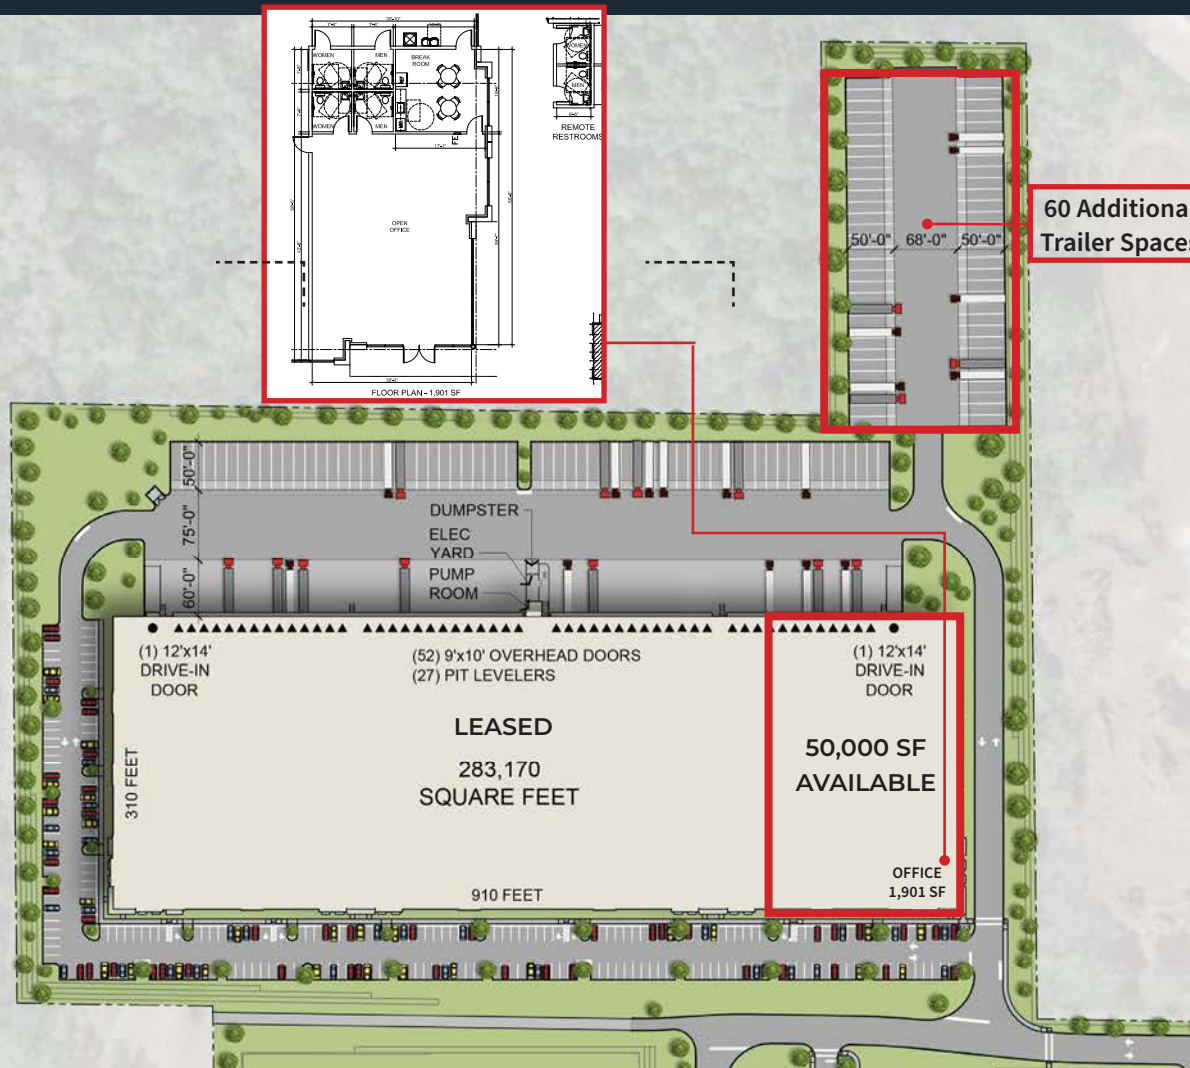 WOMEN
MEN
BREAK
ROOM
WOMEN
MEN
17'-1"
OPEN
OFFICE
FLOOR PLAN - 1,901 SF
WOMEN
MEN
REMOTE
RESTROOMS
60 Additiona
Trailer Spaces
50'-0" 68'-0" 50'-0"
50'-0"
75'-0"
60'-0"
DUMPSTER
ELEC
YARD
PUMP
ROOM
(1) 12'x14'
DRIVE-IN
DOOR
(52) 9'x10' OVERHEAD DOORS
(27) PIT LEVELERS
(1) 12'x14'
DRIVE-IN
DOOR
LEASED
283,170
SQUARE FEET
50,000 SF
AVAILABLE
310 FEET
910 FEET
OFFICE
1,901 SF